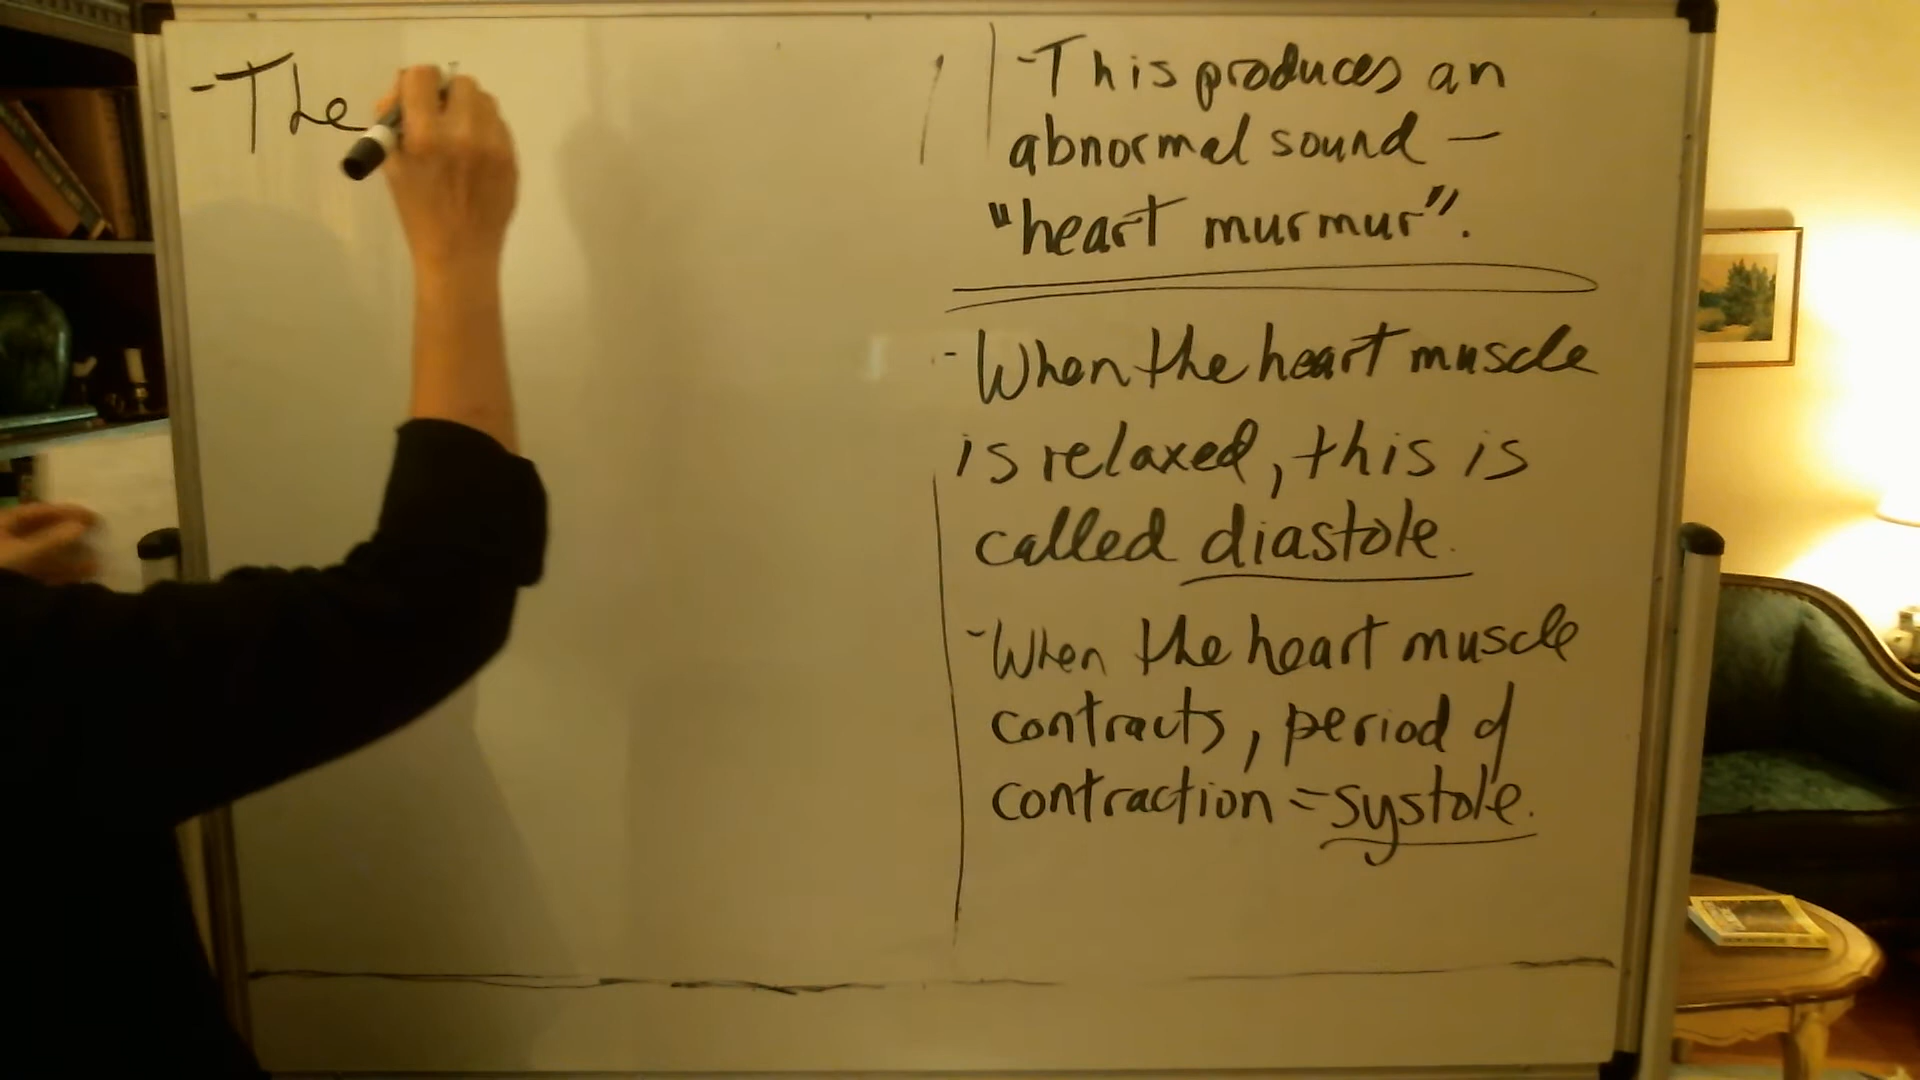 -The
-This produces an
abnormal sound —
"heart murmur".
-When the heart muscle
is relaxed, this is
called diastole.
-When the heart muscle
contracts, period of
contraction = systole.